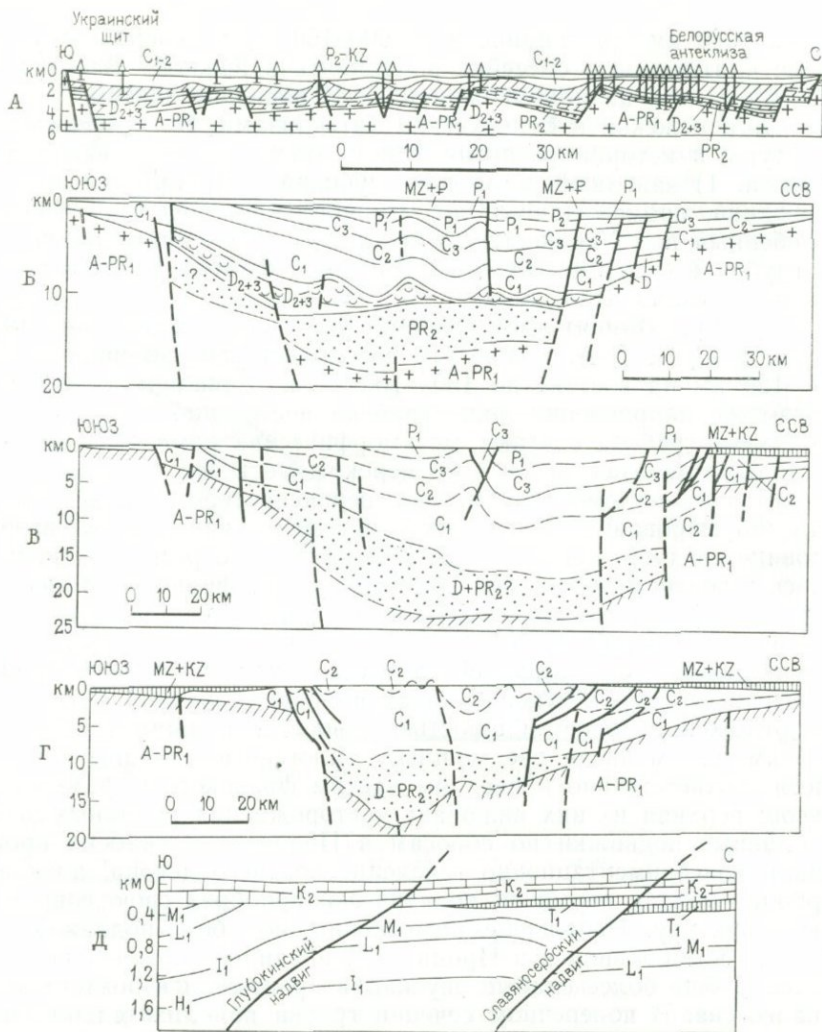 Украинский щит
Белорусская антеклиза
Ю C₁₋₂ P₂-KZ C₁₋₂ С
км 0
2
4
6
А
D₂₊₃ A-PR₁ A-PR₁ D₂₊₃ PR₂ A-PR₁ D₂₊₃ PR₂
0 10 20 30 км
ЮЮЗ MZ+P P₁ MZ+P P₁ ССВ
км 0
10
20
Б
A-PR₁ C₁ ? D₂₊₃ D₂₊₃ C₁ P₁ C₃ P₁ C₃ C₂ C₁ P₁ C₃ C₂ C₁ P₂ C₃ C₂ C₁ C₃ C₂ C₁ D A-PR₁
PR₂
A-PR₁
0 10 20 30 км
ЮЮЗ P₁ C₃ P₁ MZ+KZ ССВ
км 0
5
10
15
20
25
В
A-PR₁ C₁ C₁ C₂ C₁ C₃ C₂ C₁ P₁ C₃ C₂ C₃ C₂ C₁ C₂ C₁ C₁ C₂ A-PR₁
D+PR₂?
0 10 20 км
ЮЮЗ MZ+KZ C₂ C₂ C₂ MZ+KZ ССВ
км 0
5
10
15
20
Г
A-PR₁ C₁ C₁ C₁ C₂ C₁ C₂ C₂ C₂ C₁ C₁ C₁ A-PR₁
D-PR₂?
0 10 20 км
Ю С
км 0
0,4
0,8
1,2
1,6
Д
K₂ K₂ K₂
M₁ L₁ I₁ H₁
M₁ L₁ I₁
T₁ T₁
M₁ L₁
Глубокинский надвиг
Славяносербский надвиг